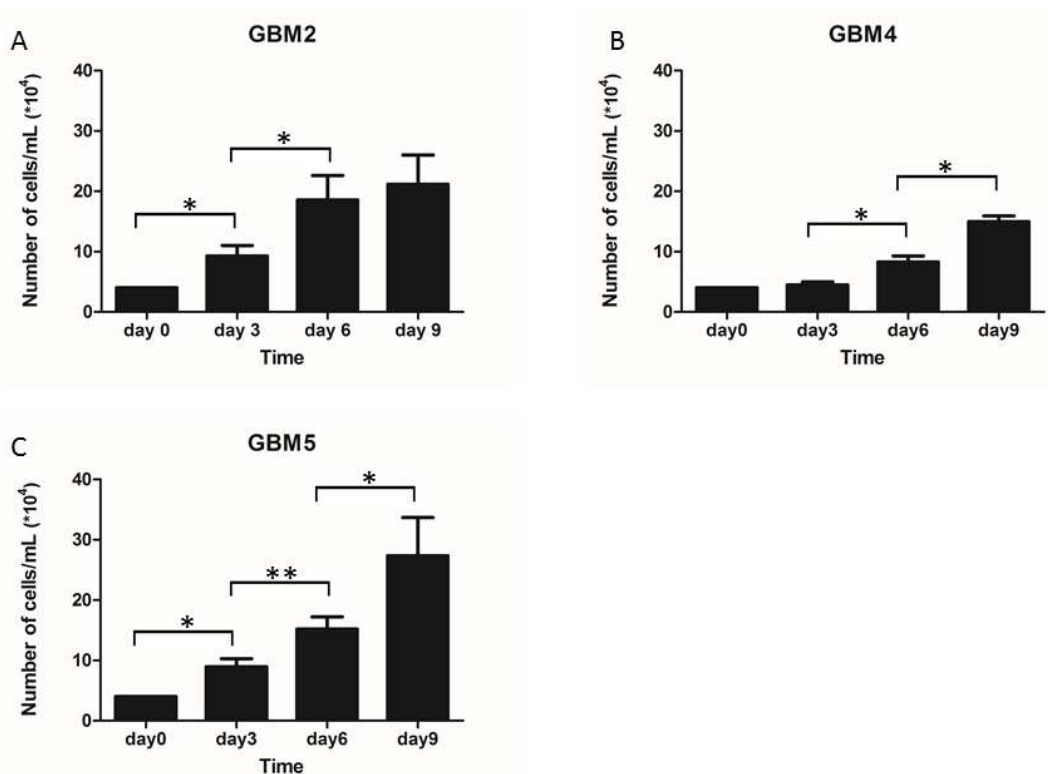 A
GBM2
Number of cells/mL (*10⁴)
40
30
20
10
0
*
*
day 0 day 3 day 6 day 9
Time
B
GBM4
Number of cells/mL (*10⁴)
40
30
20
10
0
*
*
day0 day3 day6 day9
Time
C
GBM5
Number of cells/mL (*10⁴)
40
30
20
10
0
*
**
*
day0 day3 day6 day9
Time